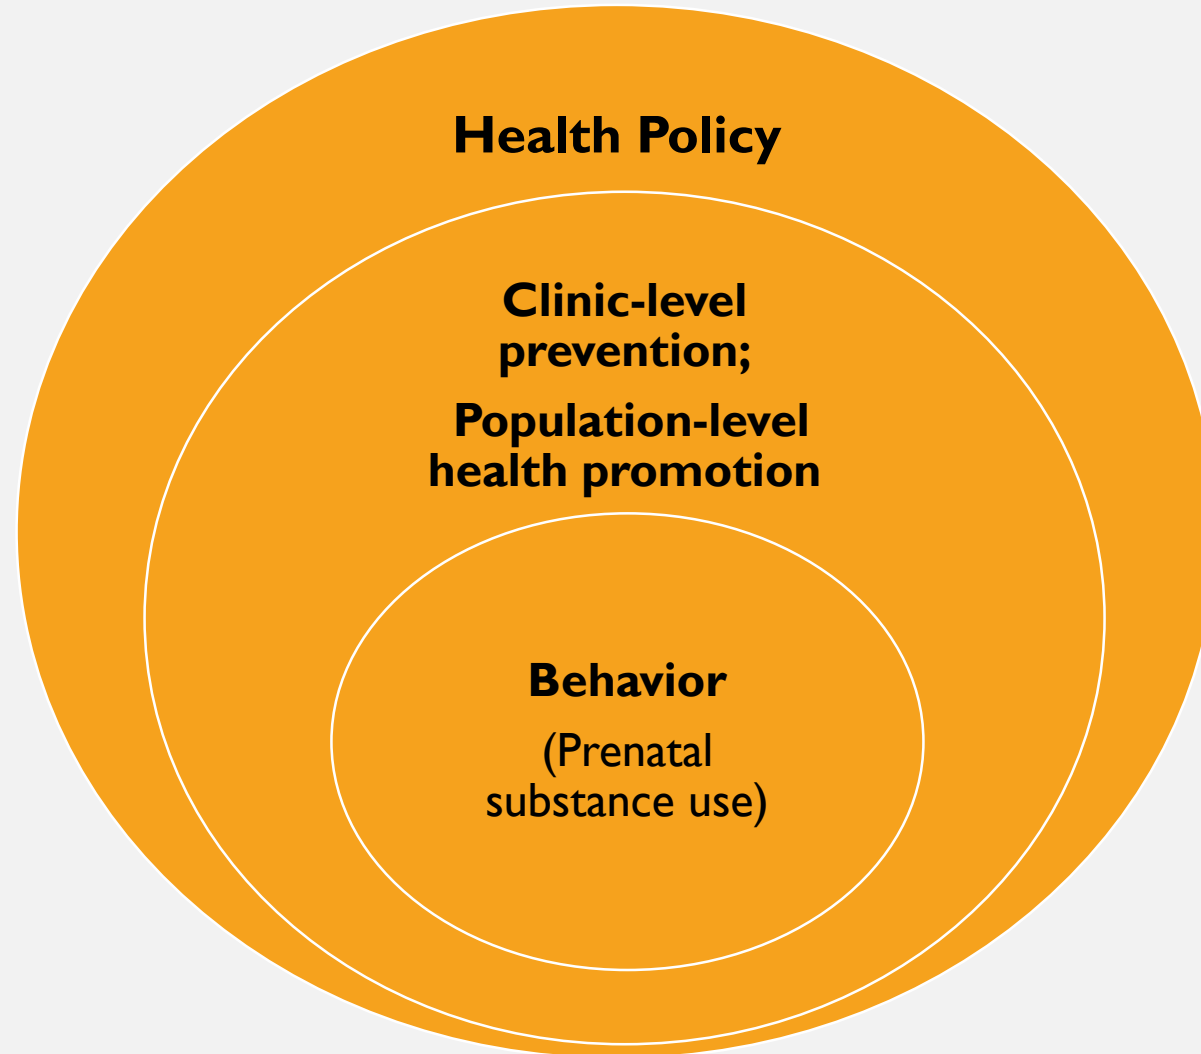 Health Policy
Clinic-level
prevention;
Population-level
health promotion
Behavior
(Prenatal
substance use)